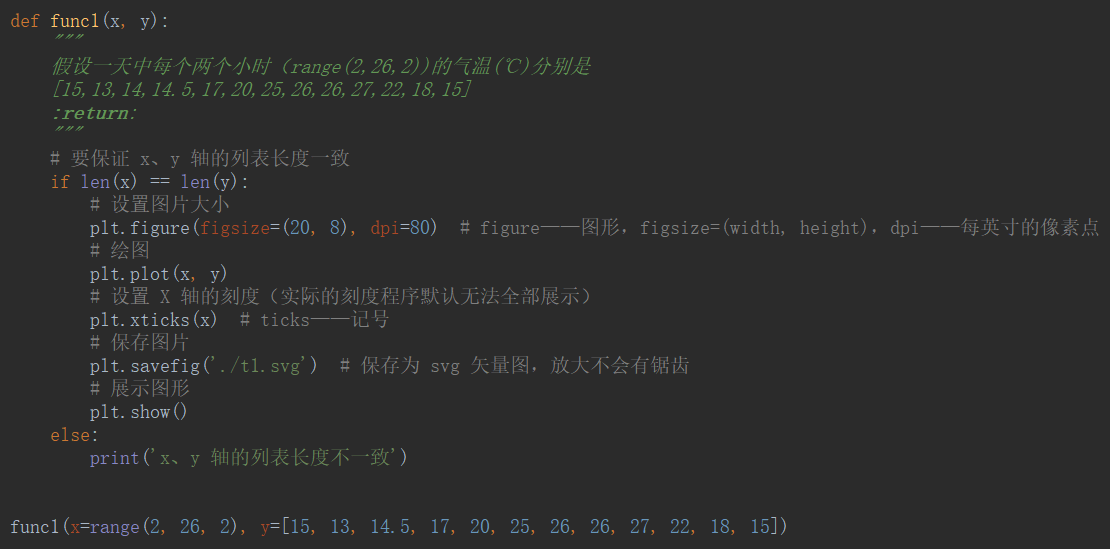 def func1(x, y):
    """
    假设一天中每个两个小时（range(2,26,2))的气温(℃)分别是
    [15,13,14,14.5,17,20,25,26,26,27,22,18,15]
    :return:
    """
    # 要保证 x、y 轴的列表长度一致
    if len(x) == len(y):
        # 设置图片大小
        plt.figure(figsize=(20, 8), dpi=80)  # figure——图形，figsize=(width, height)，dpi——每英寸的像素点
        # 绘图
        plt.plot(x, y)
        # 设置 X 轴的刻度（实际的刻度程序默认无法全部展示）
        plt.xticks(x)  # ticks——记号
        # 保存图片
        plt.savefig('./t1.svg')  # 保存为 svg 矢量图，放大不会有锯齿
        # 展示图形
        plt.show()
    else:
        print('x、y 轴的列表长度不一致')
func1(x=range(2, 26, 2), y=[15, 13, 14.5, 17, 20, 25, 26, 26, 27, 22, 18, 15])